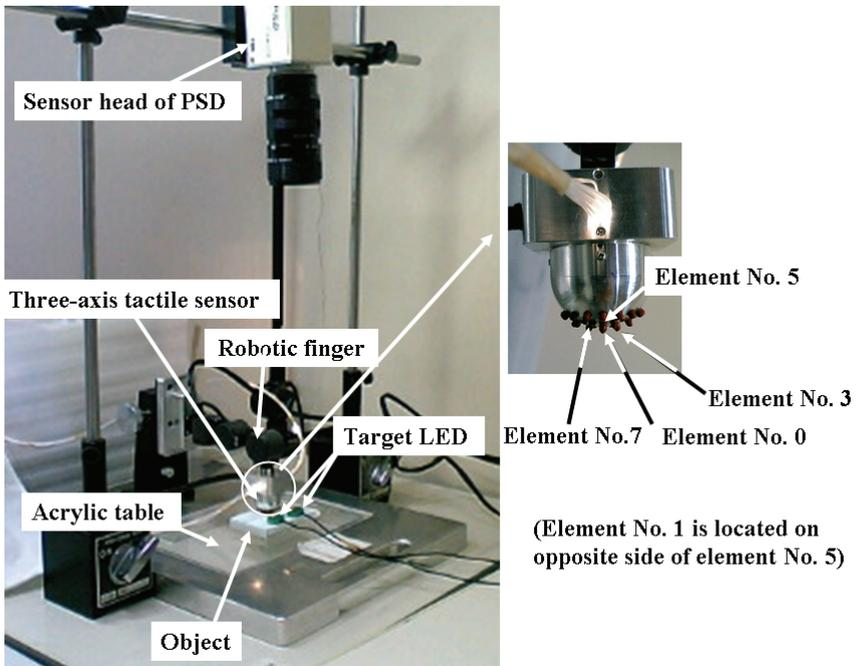 Sensor head of PSD
Three-axis tactile sensor
Robotic finger
Target LED
Acrylic table
Object
Element No. 5
Element No. 3
Element No.7
Element No. 0
(Element No. 1 is located on
opposite side of element No. 5)